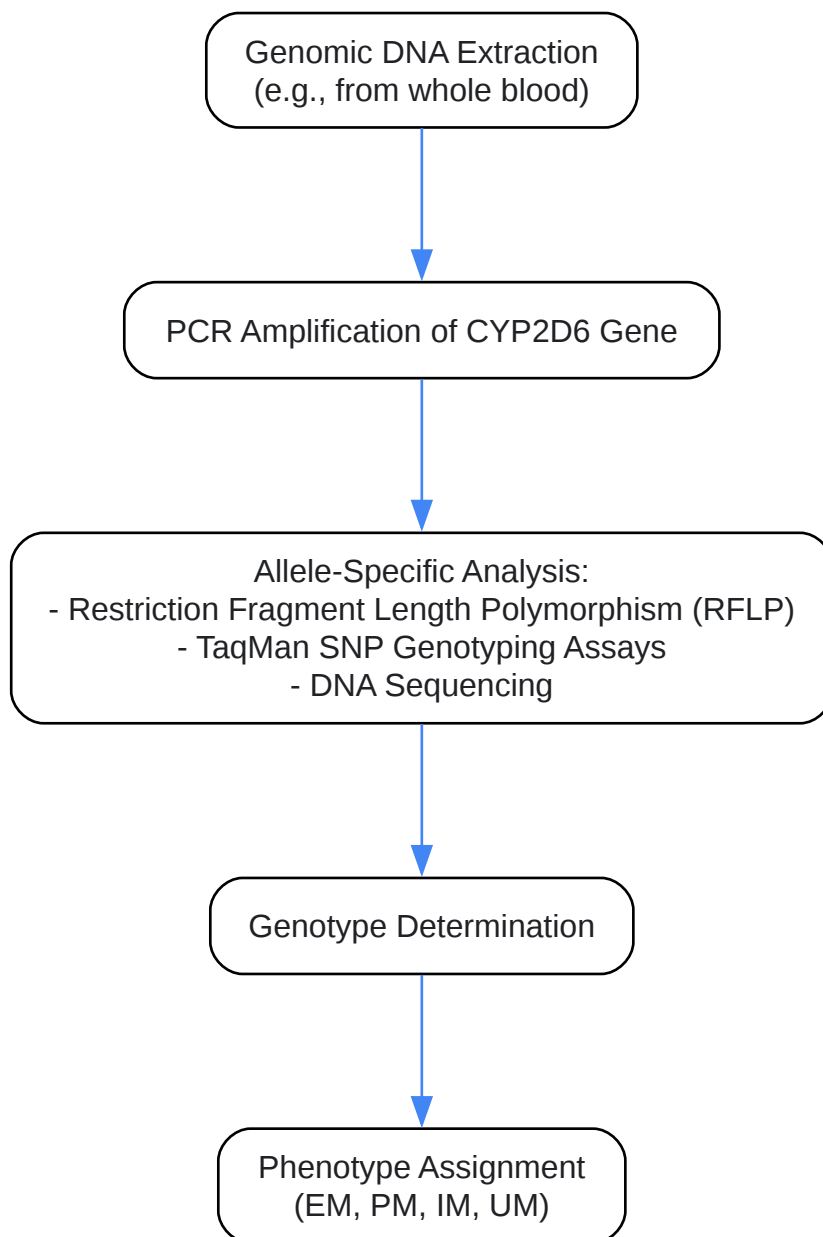 Genomic DNA Extraction
(e.g., from whole blood)
PCR Amplification of CYP2D6 Gene
Allele-Specific Analysis:
- Restriction Fragment Length Polymorphism (RFLP)
- TaqMan SNP Genotyping Assays
- DNA Sequencing
Genotype Determination
Phenotype Assignment
(EM, PM, IM, UM)